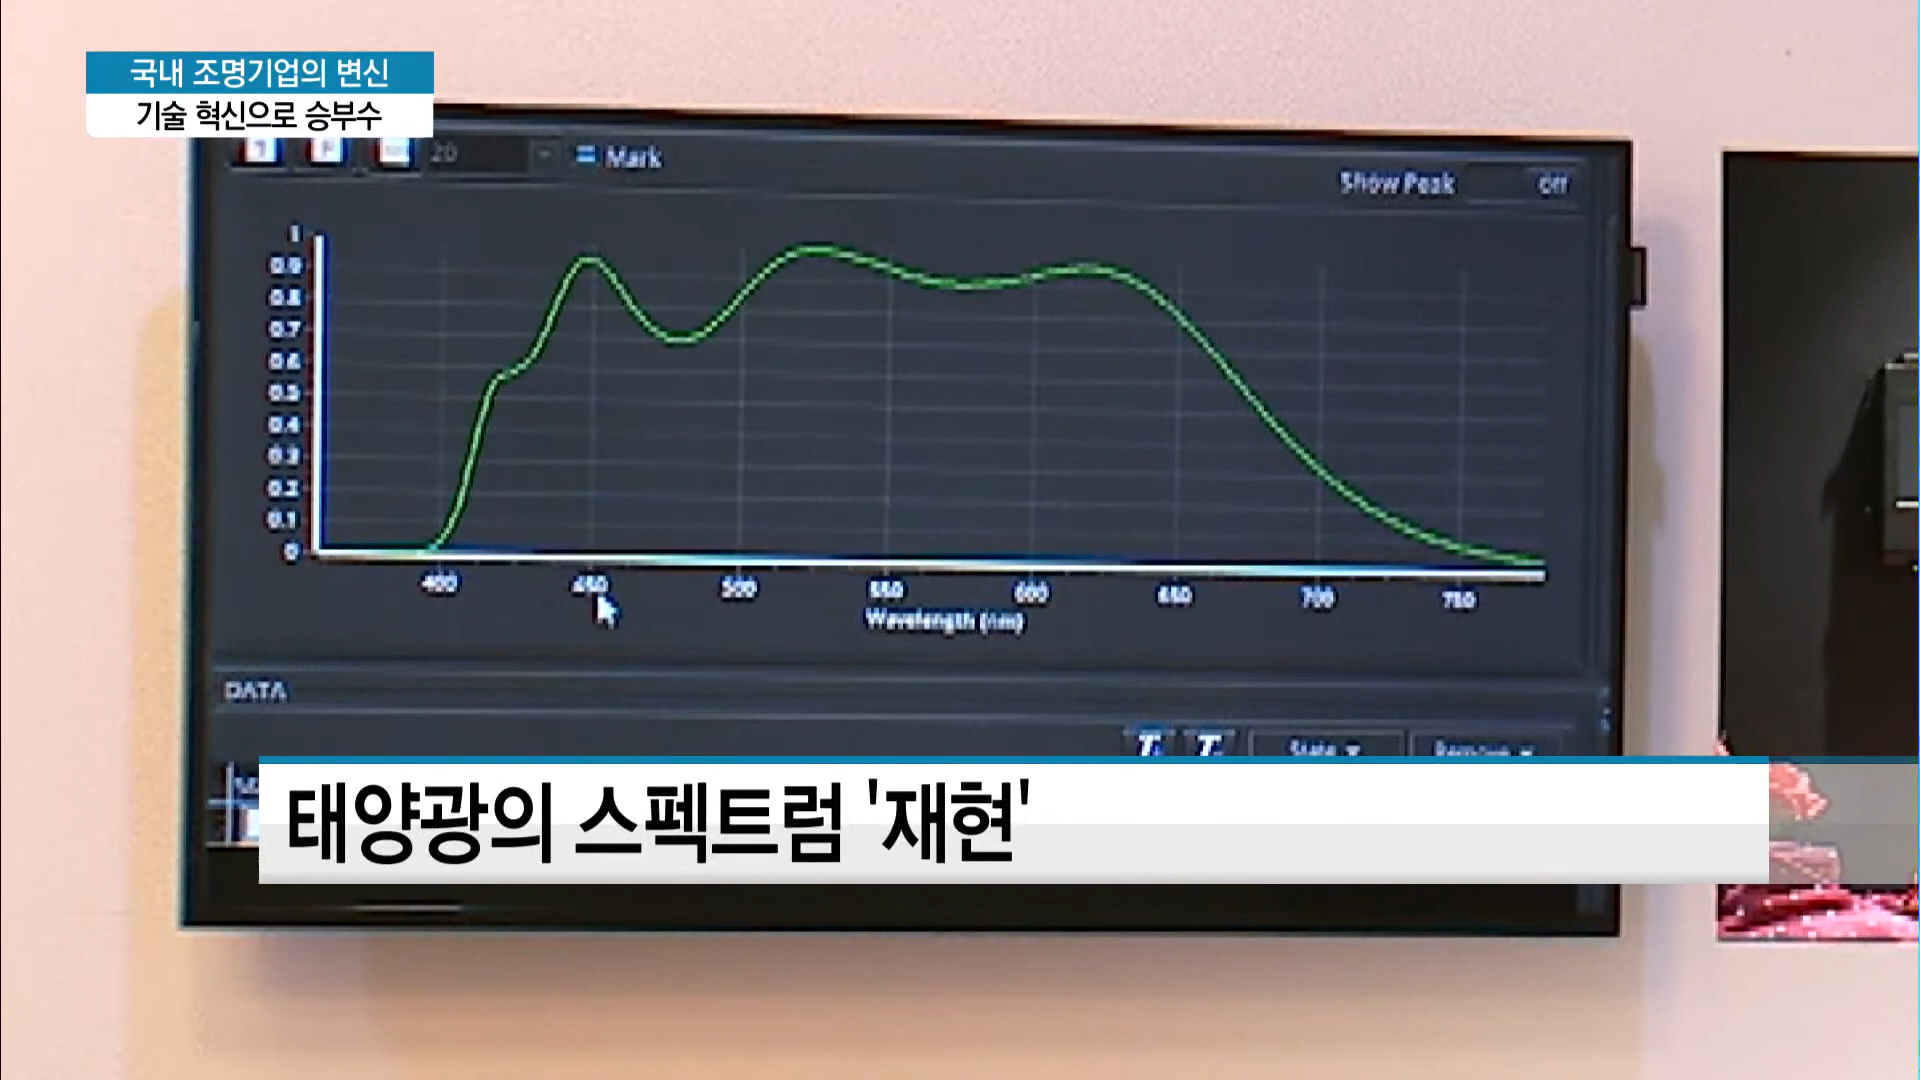 국내 조명기업의 변신
기술 혁신으로 승부수
20
Mark
Show Peak
Off
1
0.9
0.8
0.7
0.6
0.5
0.4
0.3
0.2
0.1
0
400 450 500 550 600 650 700 750
Wavelength (nm)
DATA
State
Remove
태양광의 스펙트럼 '재현'